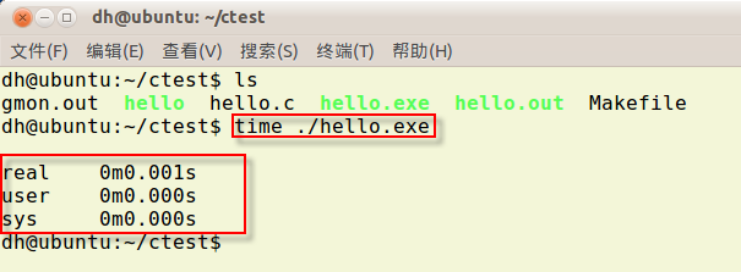 dh@ubuntu: ~/ctest
文件(F) 编辑(E) 查看(V) 搜索(S) 终端(T) 帮助(H)
dh@ubuntu:~/ctest$ ls
gmon.out hello hello.c hello.exe hello.out Makefile
dh@ubuntu:~/ctest$ time ./hello.exe
real 0m0.001s
user 0m0.000s
sys 0m0.000s
dh@ubuntu:~/ctest$